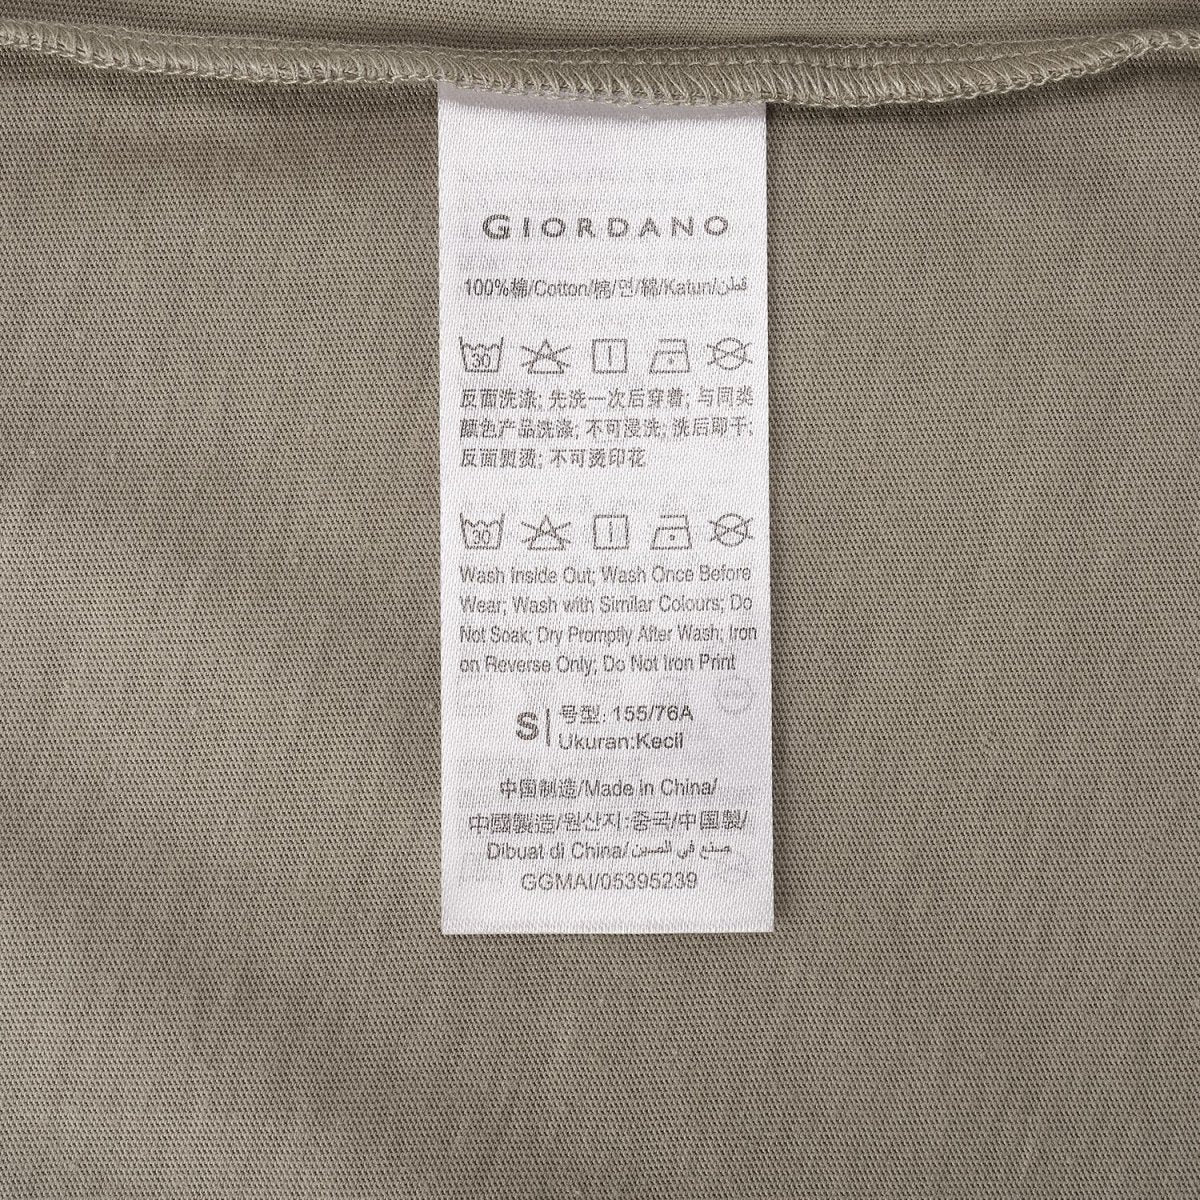 GIORDANO
100%棉/Cotton/棉/면/綿/Katun/قطن
30
反面洗涤; 先洗一次后穿着; 与同类
颜色产品洗涤; 不可浸洗; 洗后即干;
反面熨烫; 不可烫印花
30
Wash Inside Out; Wash Once Before
Wear; Wash with Similar Colours; Do
Not Soak; Dry Promptly After Wash; Iron
on Reverse Only; Do Not Iron Print
S 号型: 155/76A
Ukuran:Kecil
中国制造/Made in China/
中國製造/원산지:중국/中国製/
Dibuat di China/صنع في الصين
GGMAI/05395239